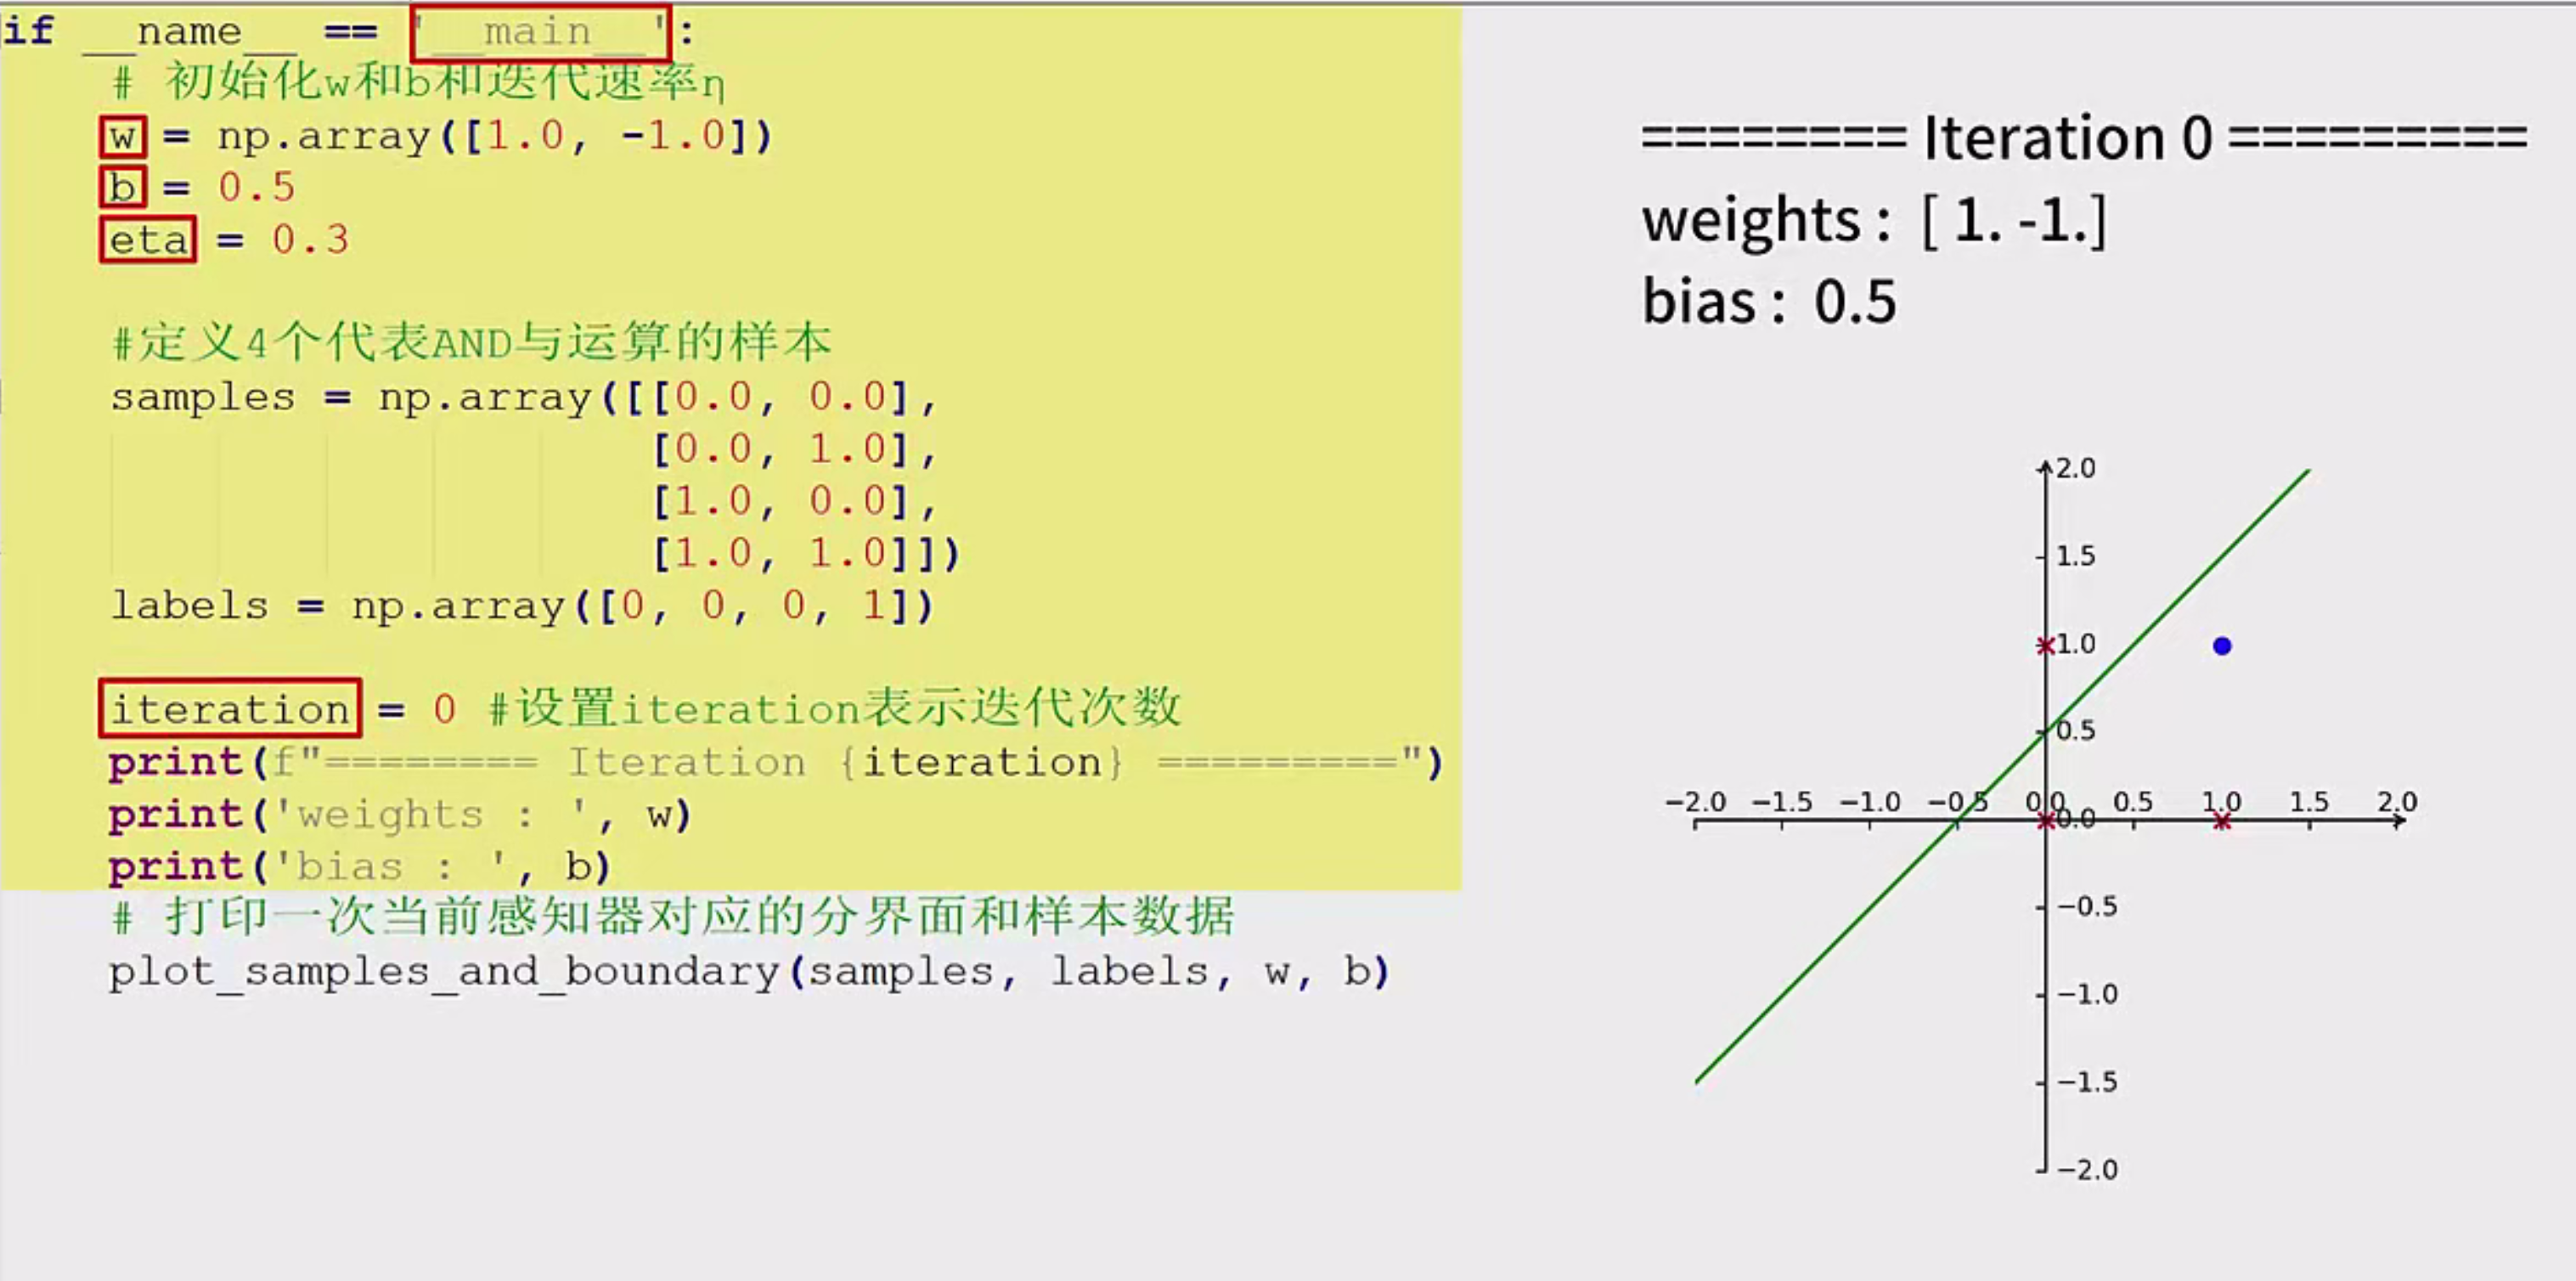 if __name__ == '__main__':
# 初始化w和b和迭代速率η
w = np.array([1.0, -1.0])
b = 0.5
eta = 0.3
#定义4个代表AND与运算的样本
samples = np.array([[0.0, 0.0],
[0.0, 1.0],
[1.0, 0.0],
[1.0, 1.0]])
labels = np.array([0, 0, 0, 1])
iteration = 0 #设置iteration表示迭代次数
print(f"======== Iteration {iteration} =========")
print('weights : ', w)
print('bias : ', b)
# 打印一次当前感知器对应的分界面和样本数据
plot_samples_and_boundary(samples, labels, w, b)
======== Iteration 0 =========
weights : [ 1. -1.]
bias : 0.5
2.0
1.5
1.0
0.5
−2.0 −1.5 −1.0 −0.5 0.0 0.5 1.0 1.5 2.0
0.0
−0.5
−1.0
−1.5
−2.0